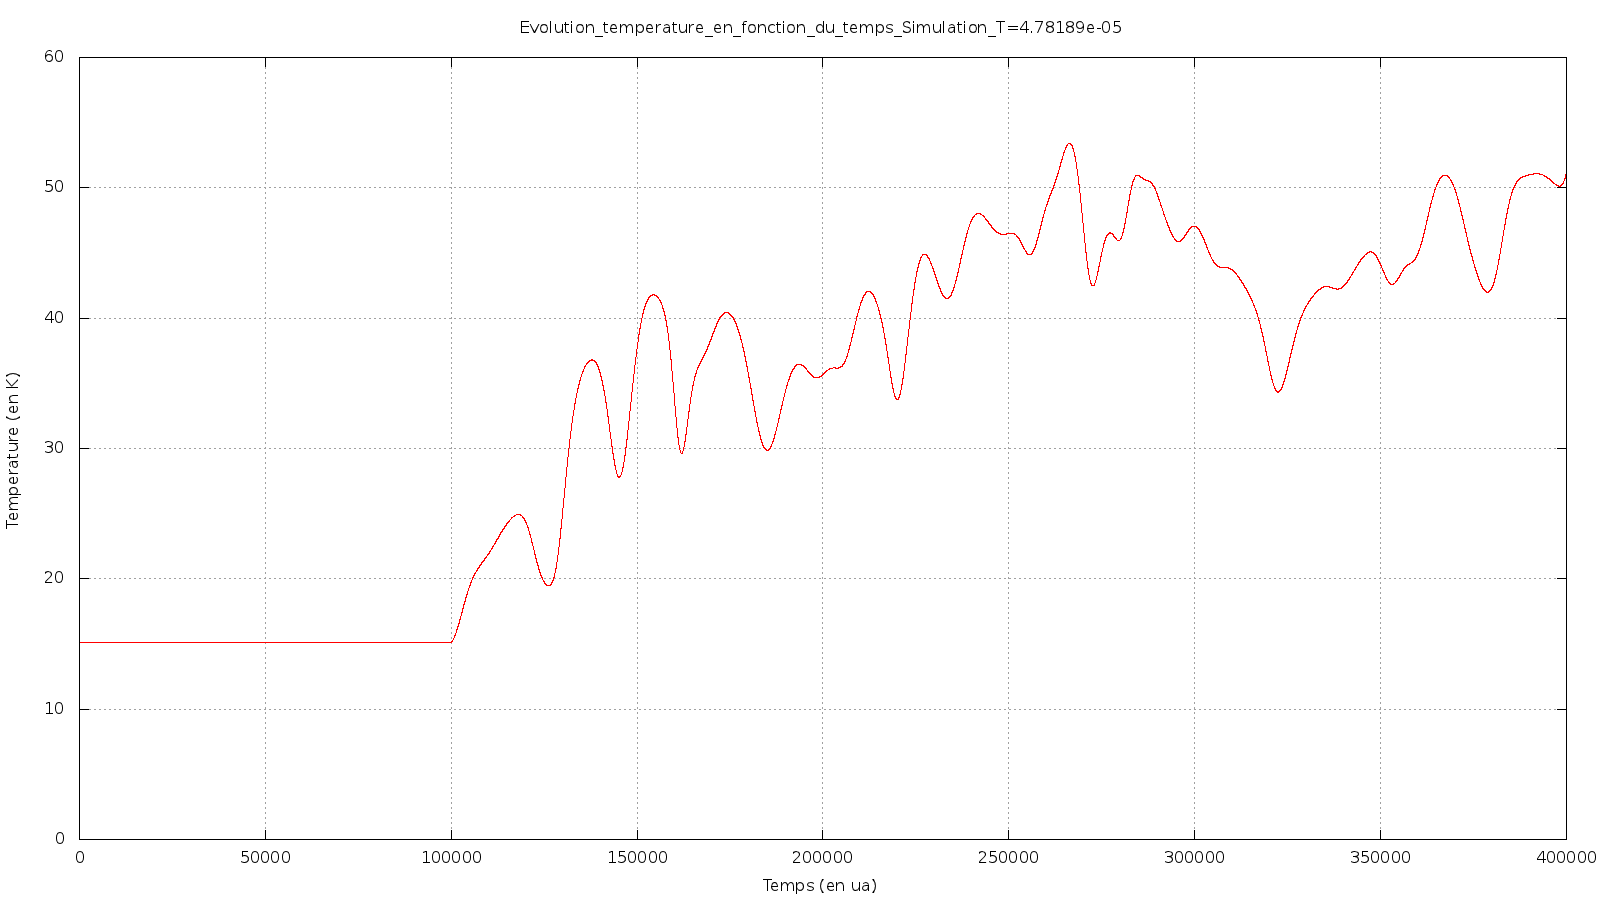 Evolution_temperature_en_fonction_du_temps_Simulation_T=4.78189e-05
60
50
40
30
20
10
0
Temperature (en K)
0 50000 100000 150000 200000 250000 300000 350000 400000
Temps (en ua)